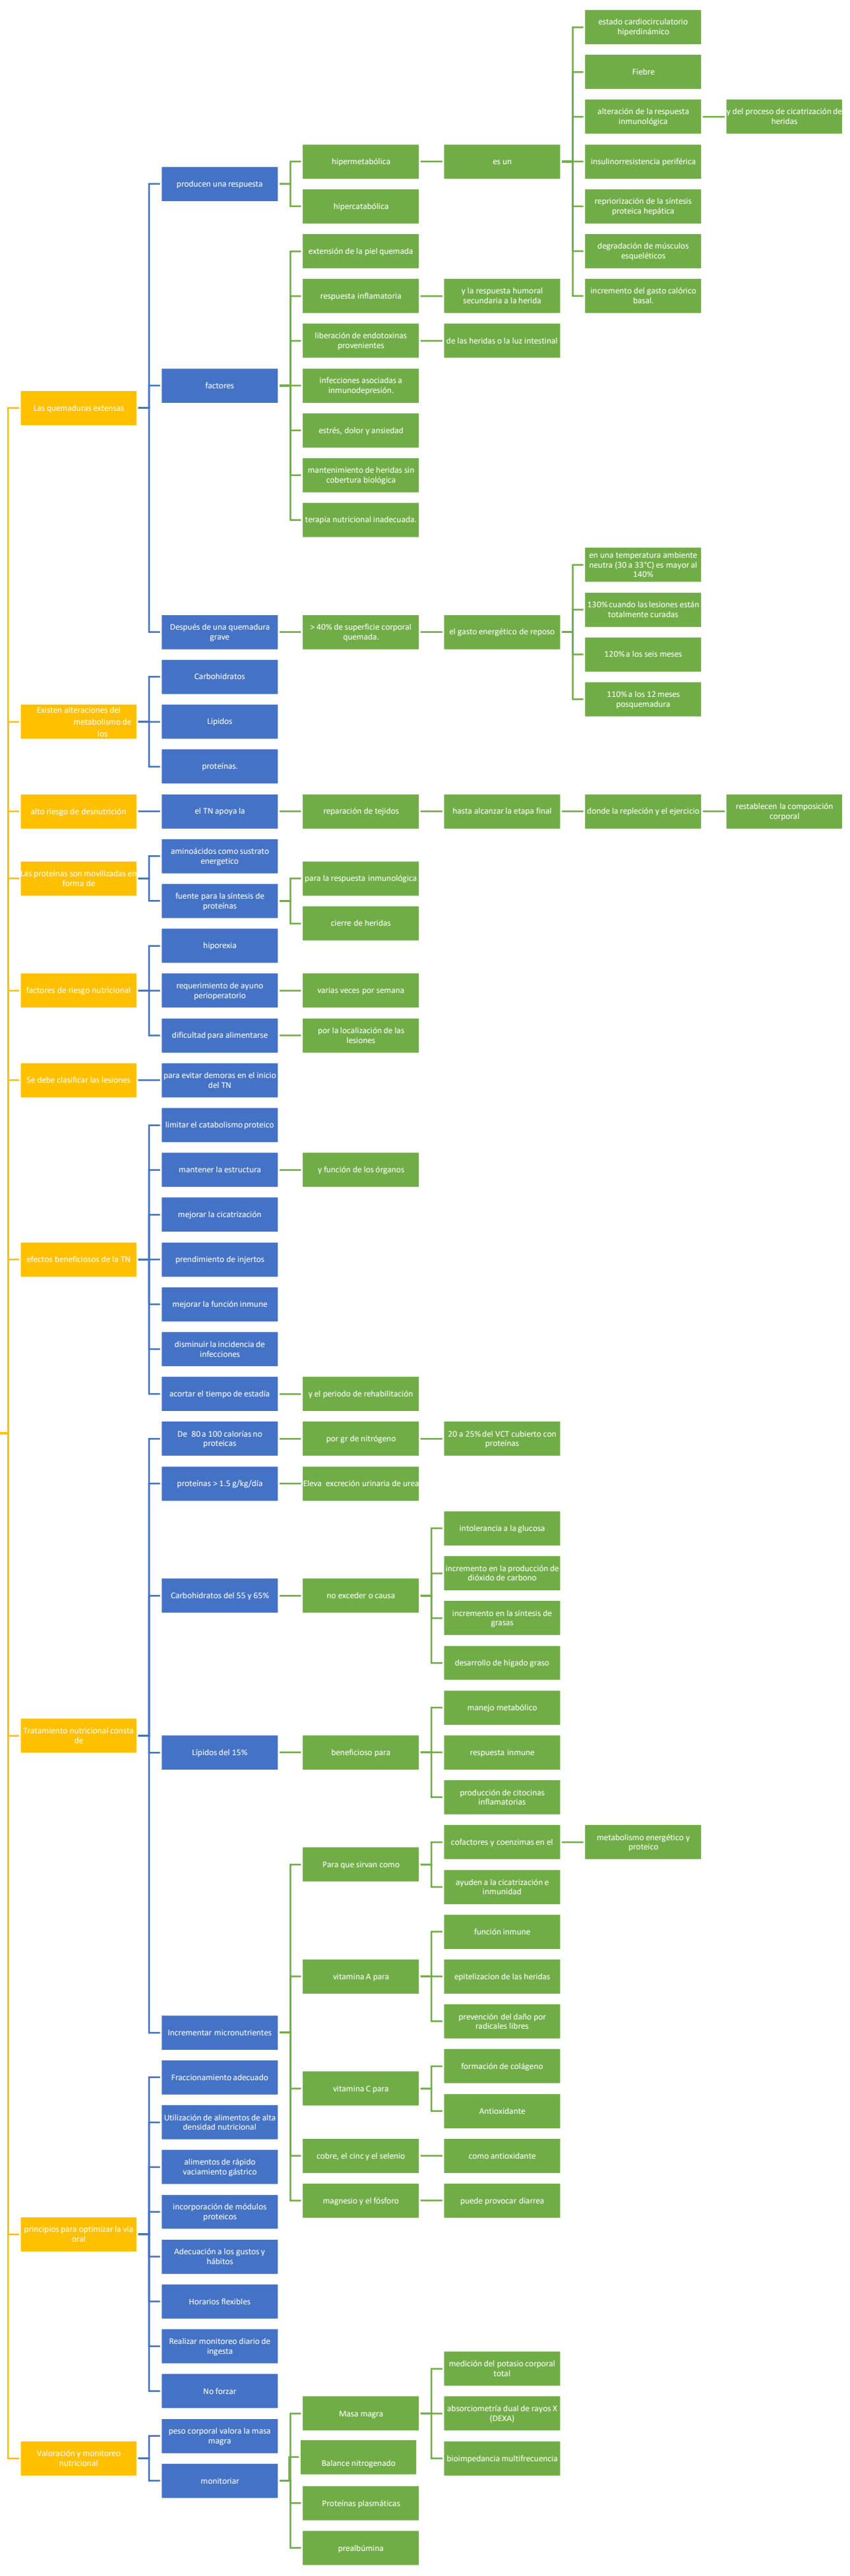 Las quemaduras extensas
producen una respuesta
hipermetabólica
es un
estado cardiocirculatorio
hiperdinámico
Fiebre
alteración de la respuesta
inmunológica
y del proceso de cicatrización de
heridas
insulinorresistencia periférica
repriorización de la síntesis
proteica hepática
degradación de músculos
esqueléticos
incremento del gasto calórico
basal.
hipercatabólica
factores
extensión de la piel quemada
respuesta inflamatoria
y la respuesta humoral
secundaria a la herida
liberación de endotoxinas
provenientes
de las heridas o la luz intestinal
infecciones asociadas a
inmunodepresión.
estrés, dolor y ansiedad
mantenimiento de heridas sin
cobertura biológica
terapia nutricional inadecuada.
Después de una quemadura
grave
> 40% de superficie corporal
quemada.
el gasto energético de reposo
en una temperatura ambiente
neutra (30 a 33°C) es mayor al
140%
130% cuando las lesiones están
totalmente curadas
120% a los seis meses
110% a los 12 meses
posquemadura
Existen alteraciones del
metabolismo de
los
Carbohidratos
Lípidos
proteínas.
alto riesgo de desnutrición
el TN apoya la
reparación de tejidos
hasta alcanzar la etapa final
donde la repleción y el ejercicio
restablecen la composición
corporal
Las proteínas son movilizadas en
forma de
aminoácidos como sustrato
energetico
fuente para la síntesis de
proteínas
para la respuesta inmunológica
cierre de heridas
factores de riesgo nutricional
hiporexia
requerimiento de ayuno
perioperatorio
varias veces por semana
dificultad para alimentarse
por la localización de las
lesiones
Se debe clasificar las lesiones
para evitar demoras en el inicio
del TN
efectos beneficiosos de la TN
limitar el catabolismo proteico
mantener la estructura
y función de los órganos
mejorar la cicatrización
prendimiento de injertos
mejorar la función inmune
disminuir la incidencia de
infecciones
acortar el tiempo de estadía
y el periodo de rehabilitación
Tratamiento nutricional consta
de
De 80 a 100 calorías no
proteicas
por gr de nitrógeno
20 a 25% del VCT cubierto con
proteínas
proteínas > 1.5 g/kg/día
Eleva excreción urinaria de urea
Carbohidratos del 55 y 65%
no exceder o causa
intolerancia a la glucosa
incremento en la producción de
dióxido de carbono
incremento en la síntesis de
grasas
desarrollo de hígado graso
Lípidos del 15%
beneficioso para
manejo metabólico
respuesta inmune
producción de citocinas
inflamatorias
Incrementar micronutrientes
Para que sirvan como
cofactores y coenzimas en el
metabolismo energético y
proteico
ayuden a la cicatrización e
inmunidad
vitamina A para
función inmune
epitelizacion de las heridas
prevención del daño por
radicales libres
vitamina C para
formación de colágeno
Antioxidante
cobre, el cinc y el selenio
como antioxidante
magnesio y el fósforo
puede provocar diarrea
principios para optimizar la vía
oral
Fraccionamiento adecuado
Utilización de alimentos de alta
densidad nutricional
alimentos de rápido
vaciamiento gástrico
incorporación de módulos
proteicos
Adecuación a los gustos y
hábitos
Horarios flexibles
Realizar monitoreo diario de
ingesta
No forzar
Valoración y monitoreo
nutricional
peso corporal valora la masa
magra
monitoriar
Masa magra
medición del potasio corporal
total
absorciometría dual de rayos X
(DEXA)
bioimpedancia multifrecuencia
Balance nitrogenado
Proteínas plasmáticas
prealbúmina